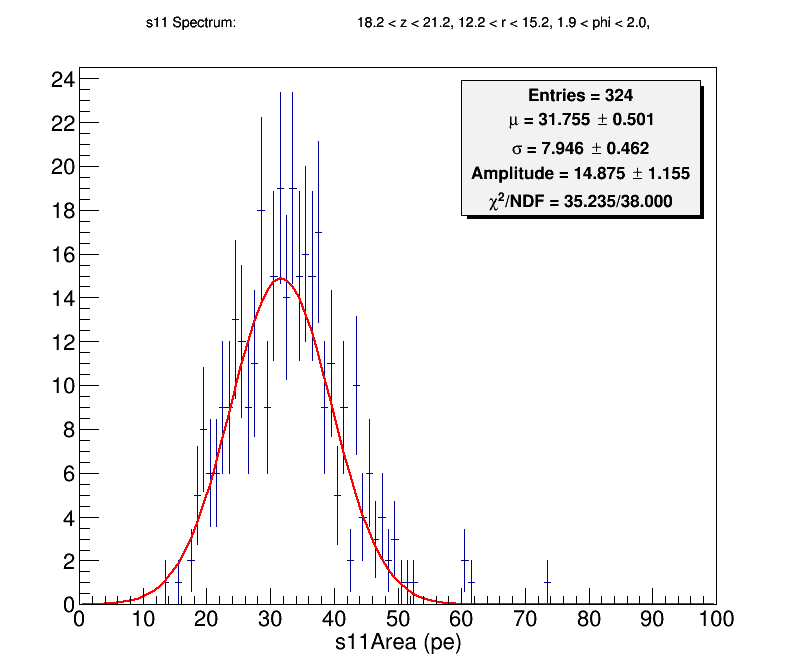 s11 Spectrum: 18.2 < z < 21.2, 12.2 < r < 15.2, 1.9 < phi < 2.0,
Entries = 324
μ = 31.755 ± 0.501
σ = 7.946 ± 0.462
Amplitude = 14.875 ± 1.155
χ²/NDF = 35.235/38.000
24
22
20
18
16
14
12
10
8
6
4
2
0
0 10 20 30 40 50 60 70 80 90 100
s11Area (pe)